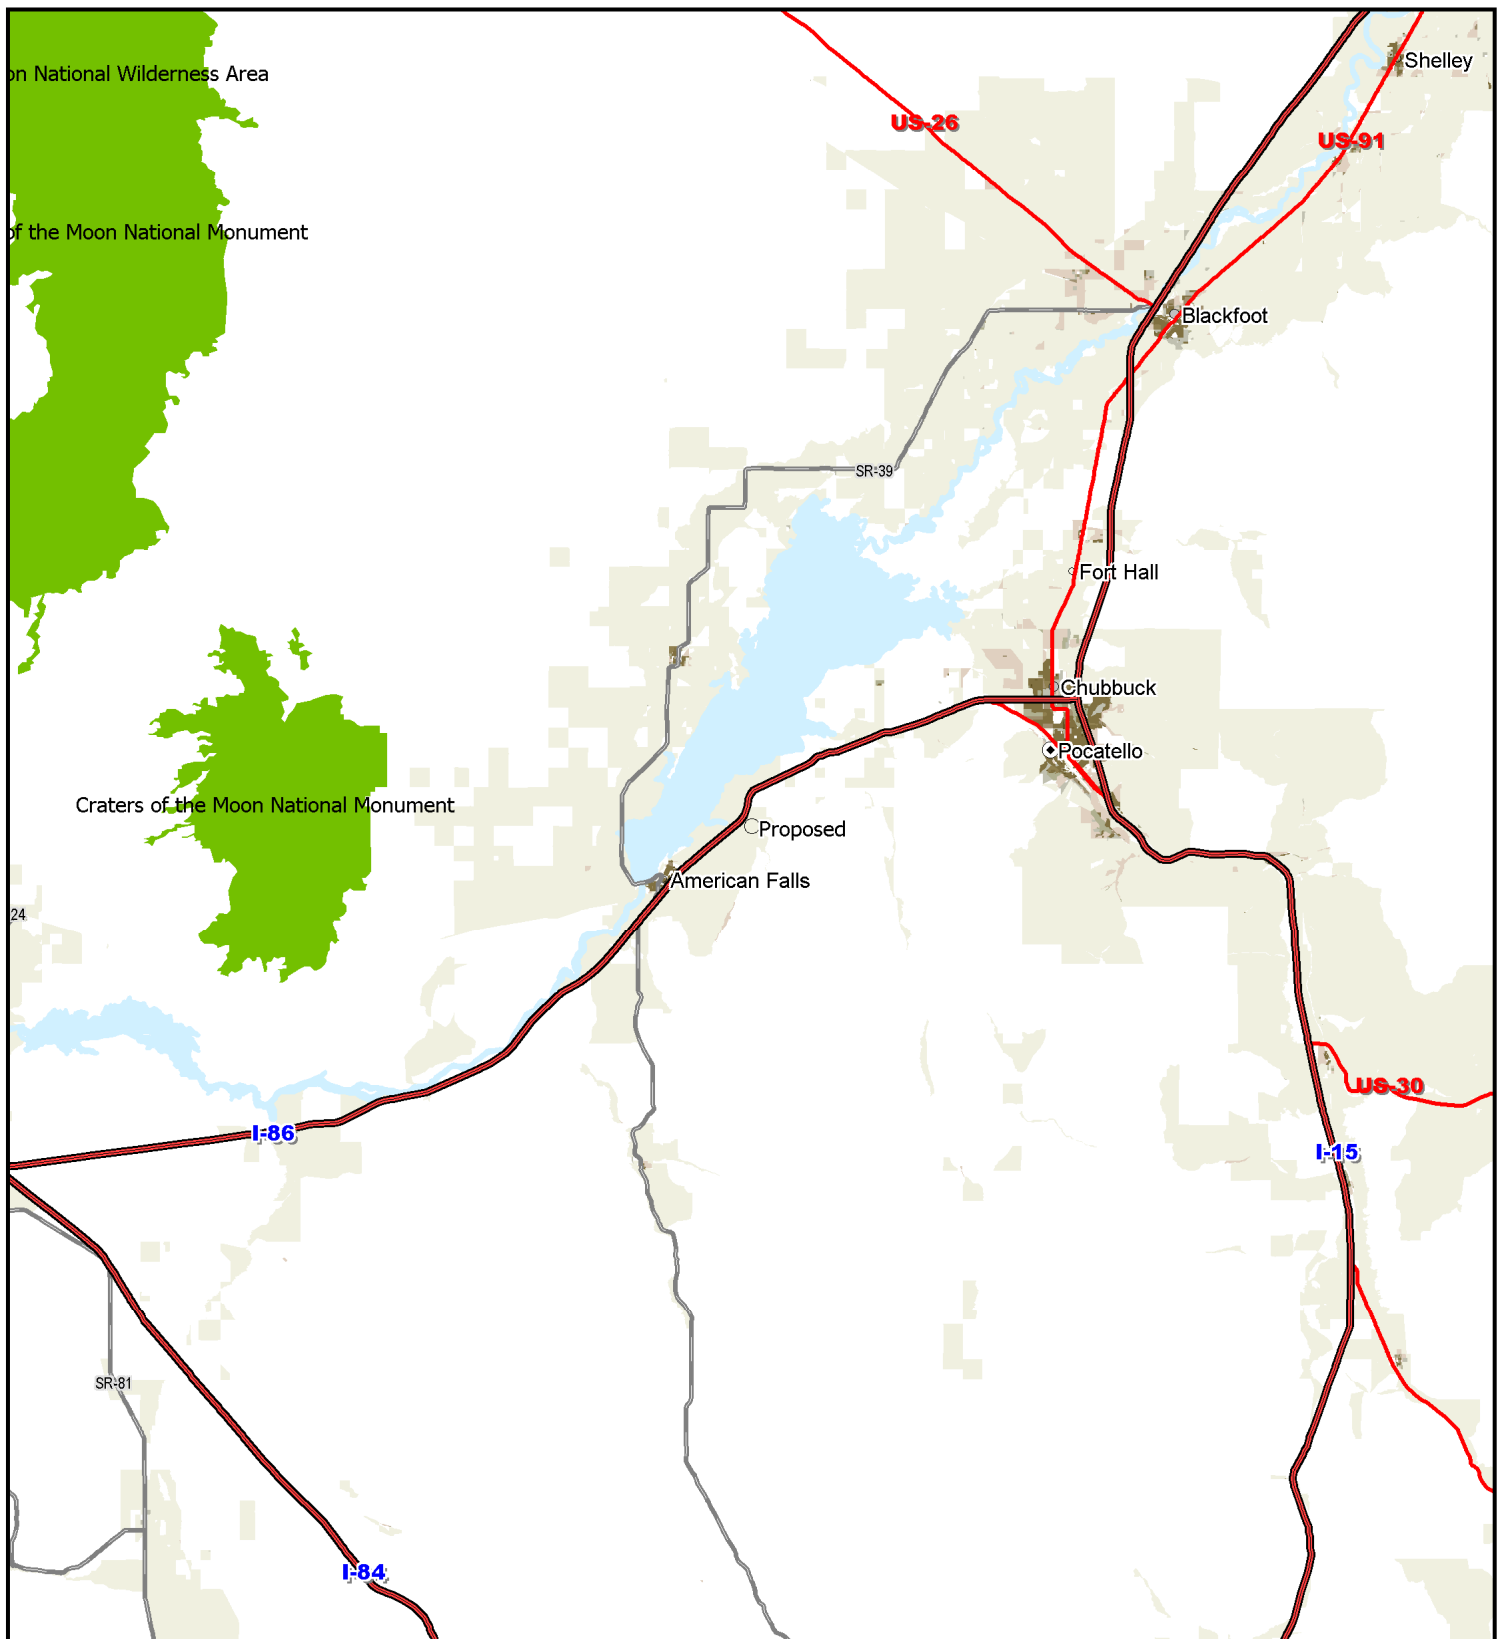 Shelley
on National Wilderness Area
US-26
US-91
of the Moon National Monument
Blackfoot
SR-39
Fort Hall
Chubbuck
Pocatello
Craters of the Moon National Monument
Proposed
American Falls
24
US-30
I-86
I-15
SR-81
I-84